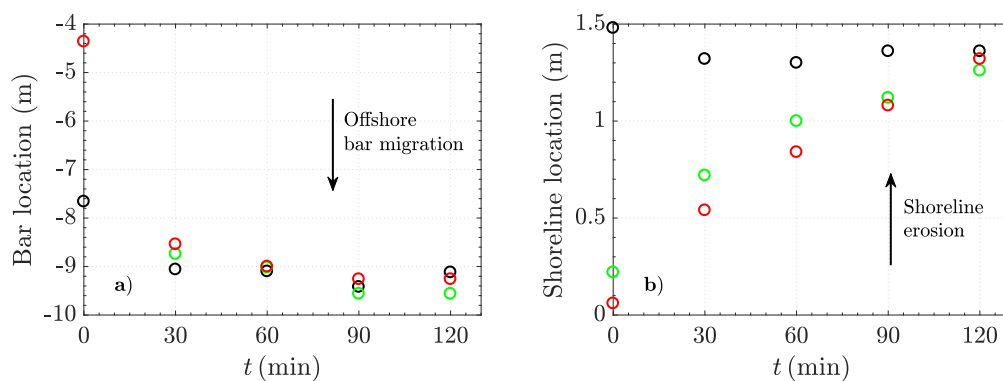 -4
-5
-6
-7
-8
-9
-10
Bar location (m)
Offshore
bar migration
a)
0
30
60
90
120
t (min)
1.5
1
0.5
0
Shoreline location (m)
Shoreline
erosion
b)
0
30
60
90
120
t (min)